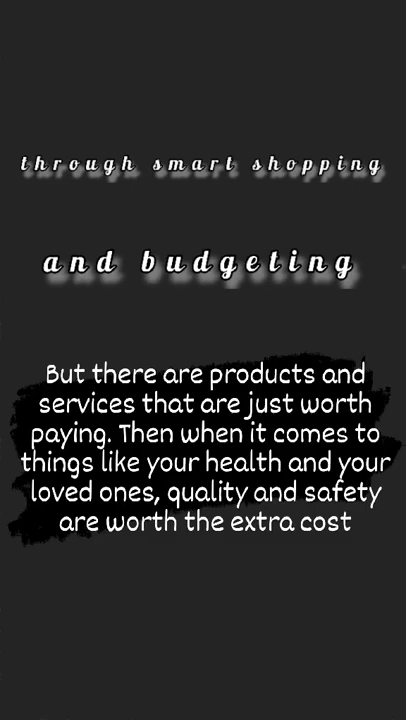 through smart shopping
and budgeting
But there are products and
services that are just worth
paying. Then when it comes to
things like your health and your
loved ones, quality and safety
are worth the extra cost